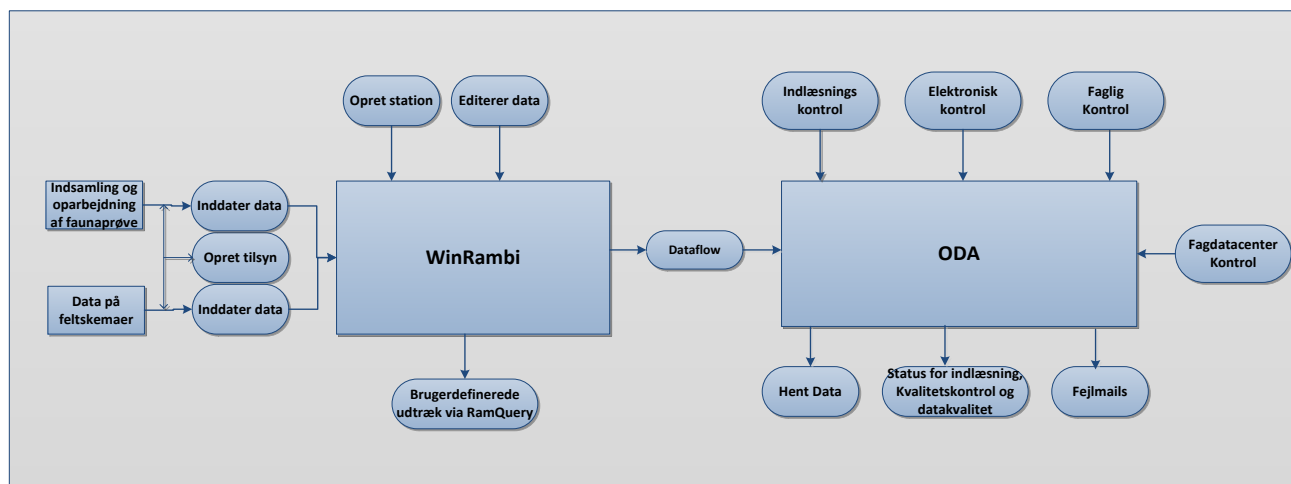 Opret station
Editerer data
Indlæsnings
kontrol
Elektronisk
kontrol
Faglig
Kontrol
Indsamling og
oparbejdning
af faunaprøve
Inddater data
Opret tilsyn
Data på
feltskemaer
Inddater data
WinRambi
Dataflow
ODA
Fagdatacenter
Kontrol
Brugerdefinerede
udtræk via RamQuery
Hent Data
Status for indlæsning,
Kvalitetskontrol og
datakvalitet
Fejlmails